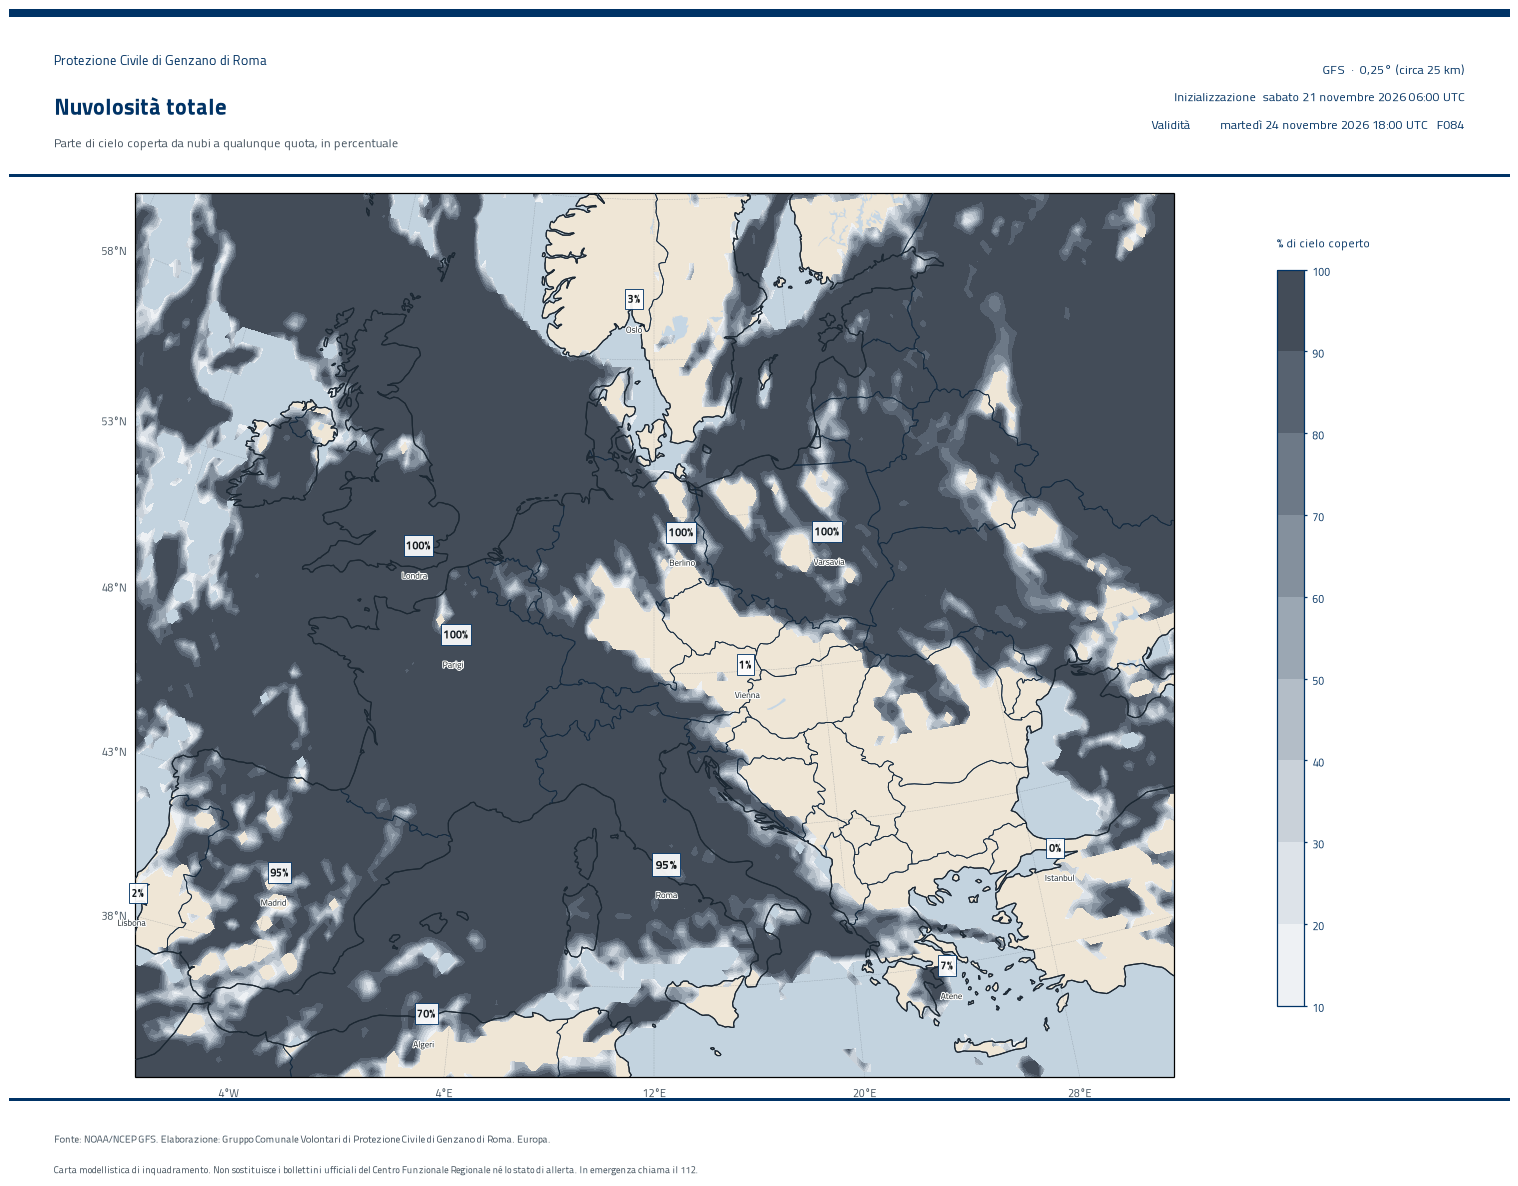 Protezione Civile di Genzano di Roma
Nuvolosità totale
Parte di cielo coperta da nubi a qualunque quota, in percentuale
GFS · 0,25° (circa 25 km)
Inizializzazione sabato 21 novembre 2026 06:00 UTC
Validità martedì 24 novembre 2026 18:00 UTC F084
58°N
53°N
48°N
43°N
38°N
4°W
4°E
12°E
20°E
28°E
3%
Oslo
100%
Londra
100%
Berlino
100%
Varsavia
100%
Parigi
1%
Vienna
95%
Madrid
2%
Lisbona
95%
Roma
0%
Istanbul
7%
Atene
70%
Algeri
% di cielo coperto
100
90
80
70
60
50
40
30
20
10
Fonte: NOAA/NCEP GFS. Elaborazione: Gruppo Comunale Volontari di Protezione Civile di Genzano di Roma. Europa.
Carta modellistica di inquadramento. Non sostituisce i bollettini ufficiali del Centro Funzionale Regionale né lo stato di allerta. In emergenza chiama il 112.